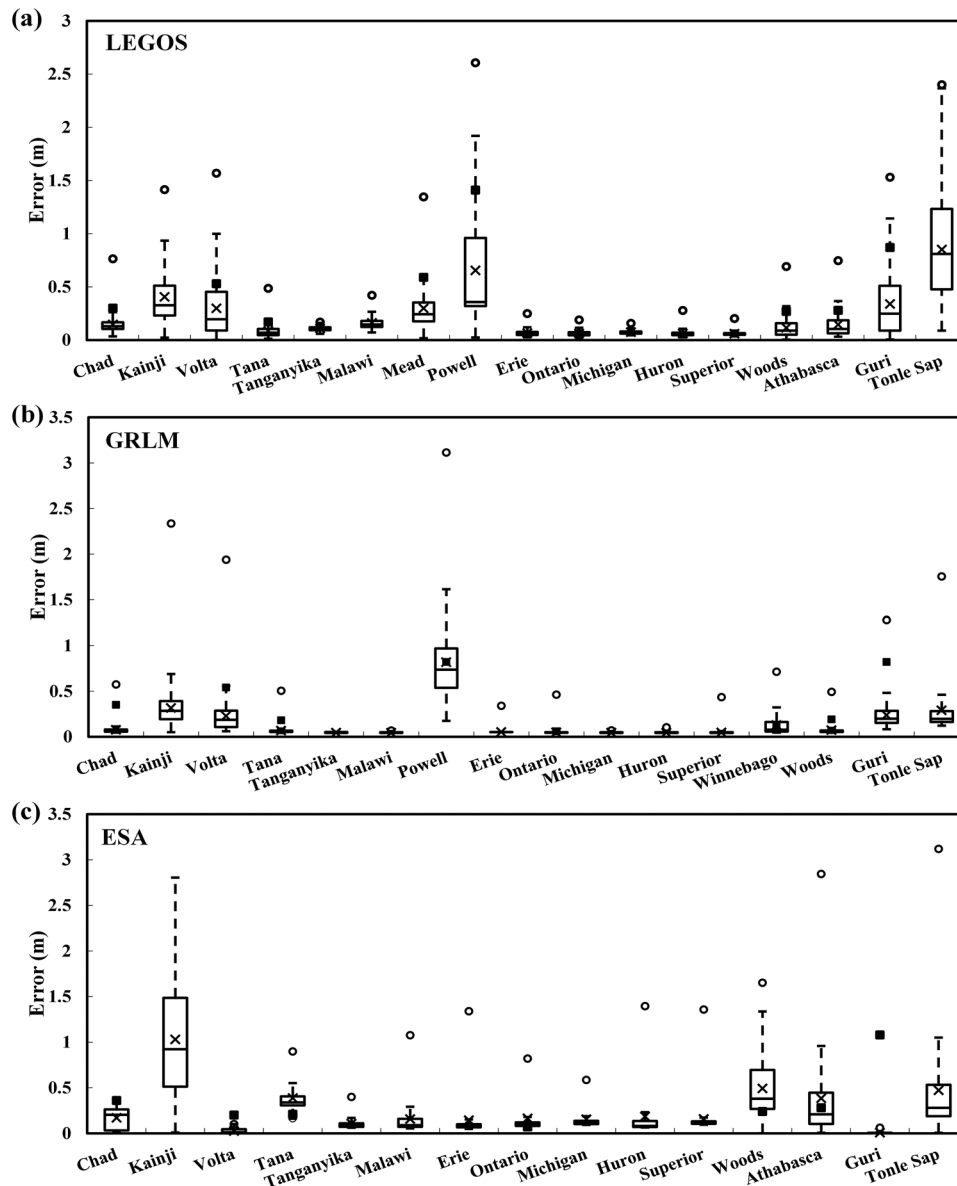 (a)
LEGOS
Error (m)
3
2.5
2
1.5
1
0.5
0
Chad Kainji Volta Tana Tanganyika Malawi Mead Powell Erie Ontario Michigan Huron Superior Woods Athabasca Guri Tonle Sap
(b)
GRLM
Error (m)
3.5
3
2.5
2
1.5
1
0.5
0
Chad Kainji Volta Tana Tanganyika Malawi Powell Erie Ontario Michigan Huron Superior Winnebago Woods Guri Tonle Sap
(c)
ESA
Error (m)
3.5
3
2.5
2
1.5
1
0.5
0
Chad Kainji Volta Tana Tanganyika Malawi Erie Ontario Michigan Huron Superior Woods Athabasca Guri Tonle Sap